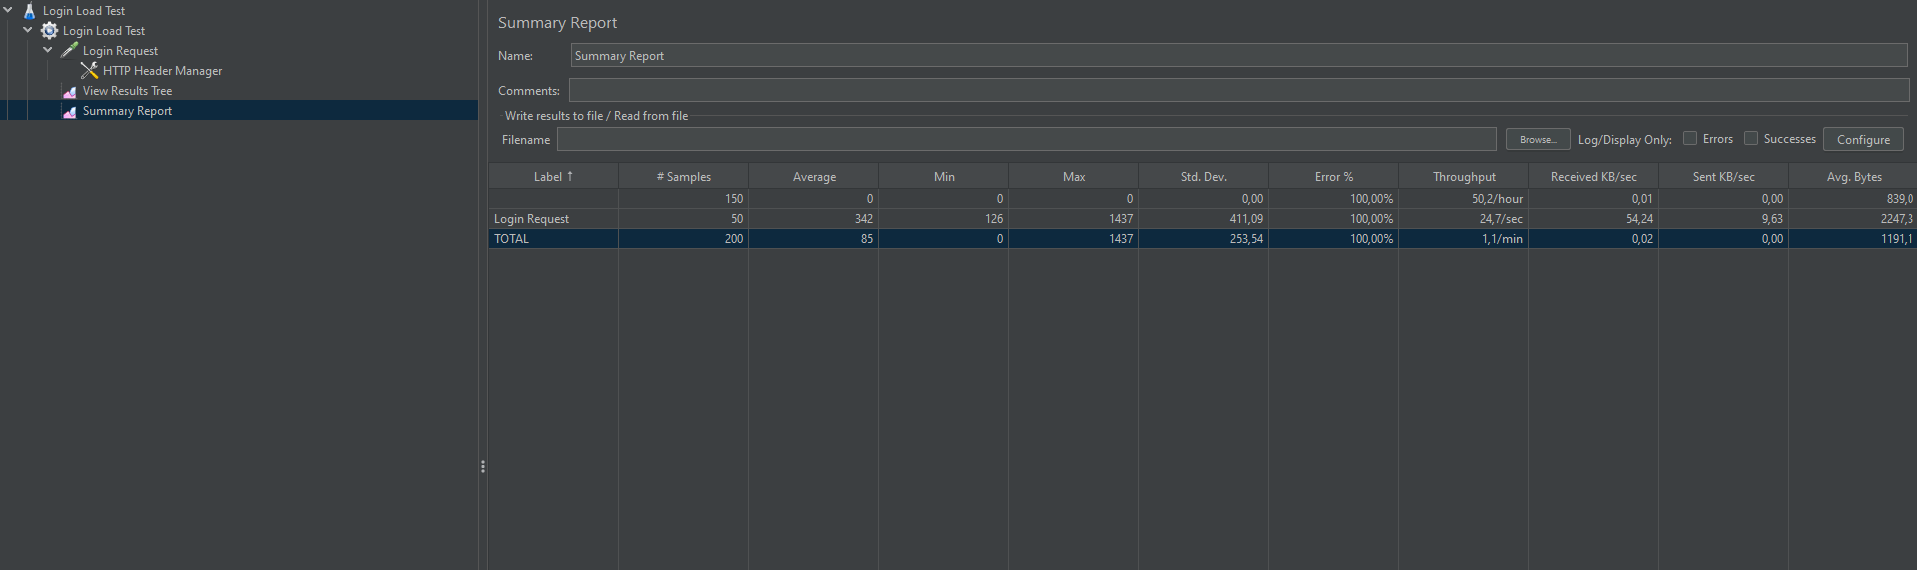 Login Load Test
Login Load Test
Login Request
HTTP Header Manager
View Results Tree
Summary Report
Summary Report
Name: Summary Report
Comments:
Write results to file / Read from file
Filename Browse... Log/Display Only: Errors Successes Configure
Label ↑ # Samples Average Min Max Std. Dev. Error % Throughput Received KB/sec Sent KB/sec Avg. Bytes
150 0 0 0 0,00 100,00% 50,2/hour 0,01 0,00 839,0
Login Request 50 342 126 1437 411,09 100,00% 24,7/sec 54,24 9,63 2247,3
TOTAL 200 85 0 1437 253,54 100,00% 1,1/min 0,02 0,00 1191,1